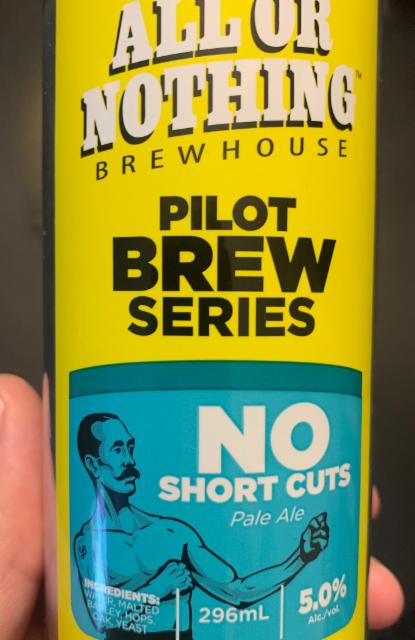 ALL OR
NOTHING™
BREWHOUSE
PILOT
BREW
SERIES
NO
SHORT CUTS
Pale Ale
INGREDIENTS:
WATER, MALTED
BARLEY, HOPS,
OAK, YEAST
296mL
5.0%
Alc./vol.